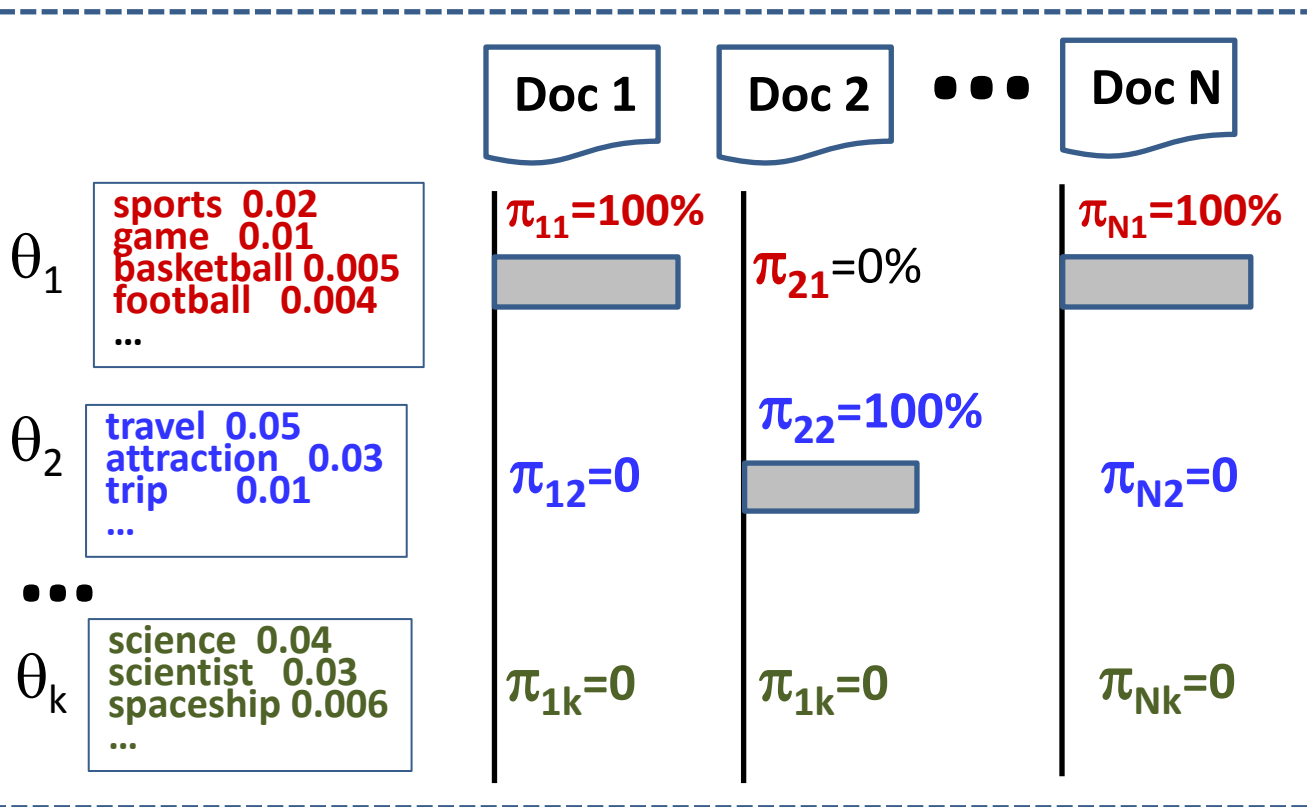 Doc 1 Doc 2 ••• Doc N
θ1
sports 0.02
game 0.01
basketball 0.005
football 0.004
...
π11=100%
π21=0%
πN1=100%
θ2
travel 0.05
attraction 0.03
trip 0.01
...
π12=0
π22=100%
πN2=0
•••
θk
science 0.04
scientist 0.03
spaceship 0.006
...
π1k=0
π1k=0
πNk=0